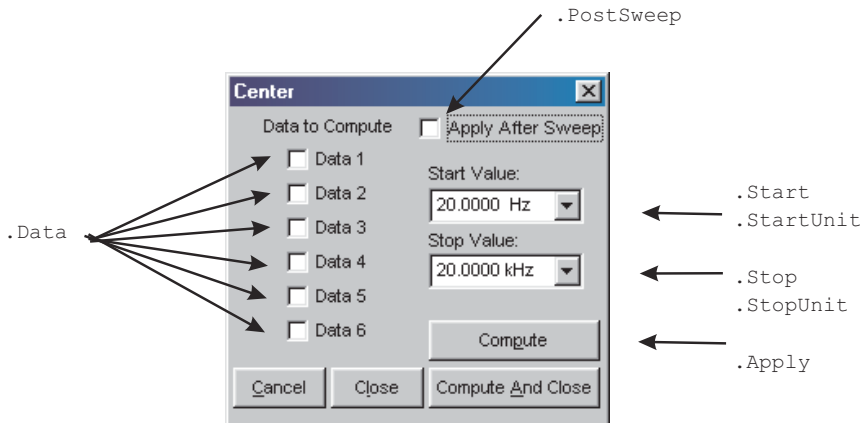 .PostSweep
Center
Data to Compute
Apply After Sweep
Data 1
Data 2
Data 3
Data 4
Data 5
Data 6
.Data
Start Value:
20.0000 Hz
.Start
.StartUnit
Stop Value:
20.0000 kHz
.Stop
.StopUnit
Compute
.Apply
Cancel
Close
Compute And Close